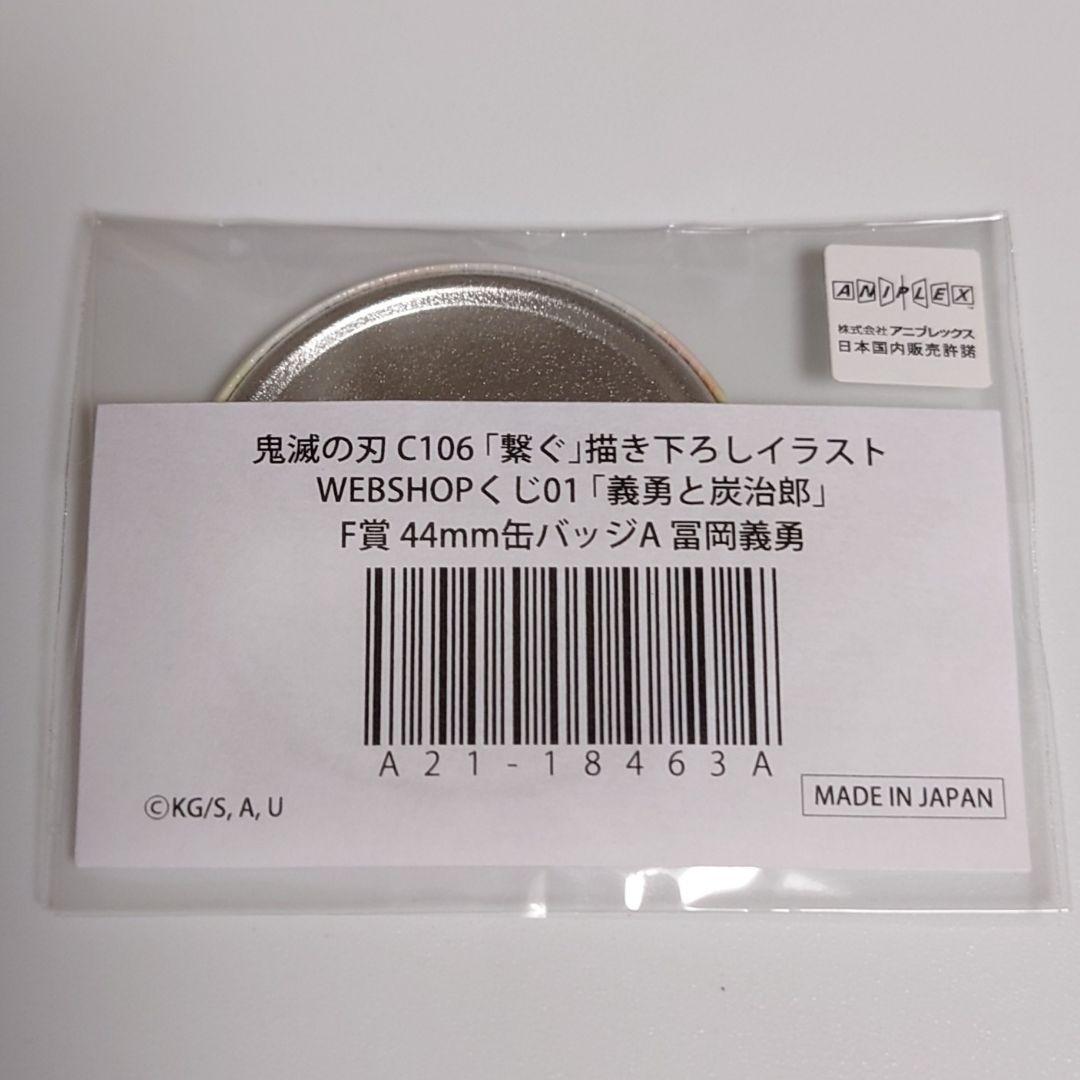 ANIPLEX
株式会社 アニプレックス
日本国内販売許諾
鬼滅の刃 C106「繋ぐ」描き下ろしイラスト
WEBSHOPくじ01「義勇と炭治郎」
F賞 44mm缶バッジA 冨岡義勇
A21-18463A
©KG/S, A, U
MADE IN JAPAN